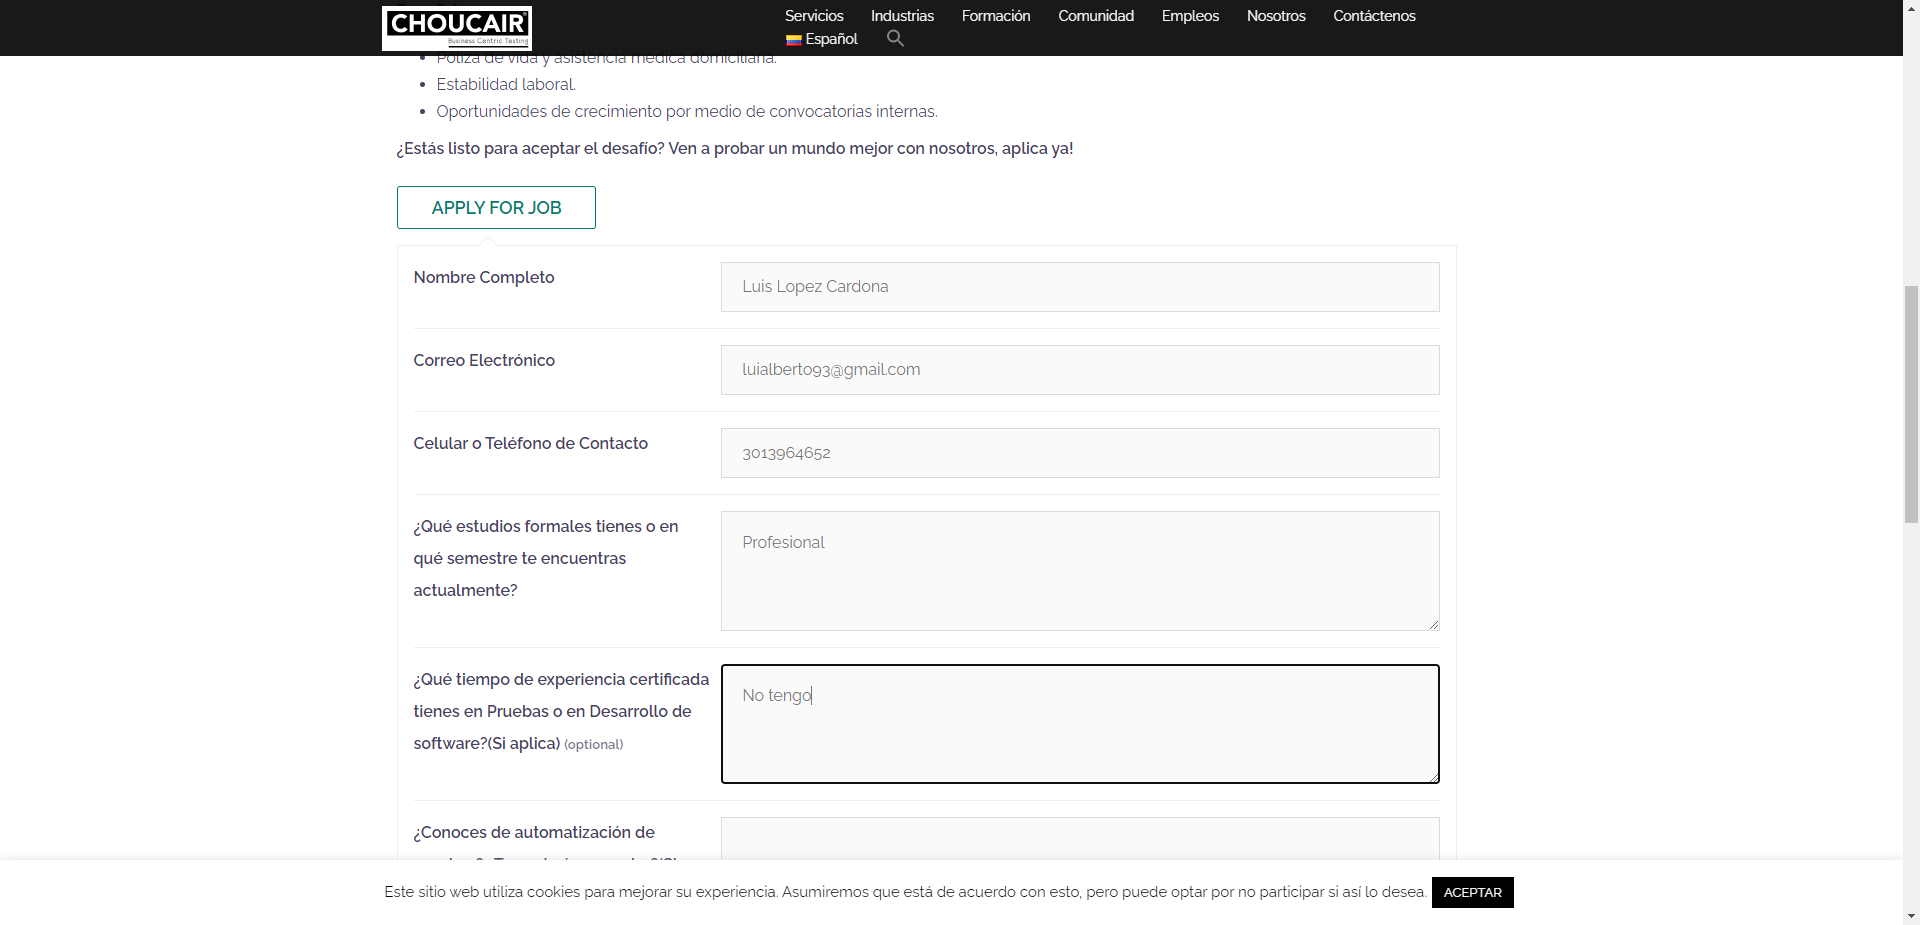 CHOUCAIR®
Business Centric Testing
Servicios Industrias Formación Comunidad Empleos Nosotros Contáctenos
Español
Póliza de vida y asistencia médica domiciliaria.
Estabilidad laboral.
Oportunidades de crecimiento por medio de convocatorias internas.
¿Estás listo para aceptar el desafío? Ven a probar un mundo mejor con nosotros, aplica ya!
APPLY FOR JOB
Nombre Completo
Luis Lopez Cardona
Correo Electrónico
luialberto93@gmail.com
Celular o Teléfono de Contacto
3013964652
¿Qué estudios formales tienes o en
qué semestre te encuentras
actualmente?
Profesional
¿Qué tiempo de experiencia certificada
tienes en Pruebas o en Desarrollo de
software?(Si aplica) (optional)
No tengo
¿Conoces de automatización de
Este sitio web utiliza cookies para mejorar su experiencia. Asumiremos que está de acuerdo con esto, pero puede optar por no participar si así lo desea. ACEPTAR